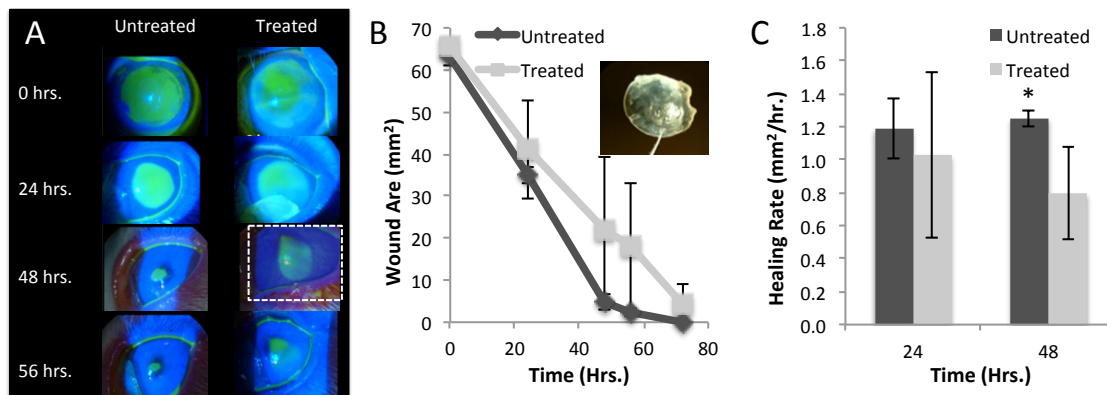 A
Untreated
Treated
0 hrs.
24 hrs.
48 hrs.
56 hrs.
B
Untreated
Treated
70
60
50
40
30
20
10
0
0
20
40
60
80
Wound Are (mm²)
Time (Hrs.)
C
Untreated
Treated
*
1.8
1.6
1.4
1.2
1.0
0.8
0.6
0.4
0.2
0.0
24
48
Healing Rate (mm²/hr.)
Time (Hrs.)